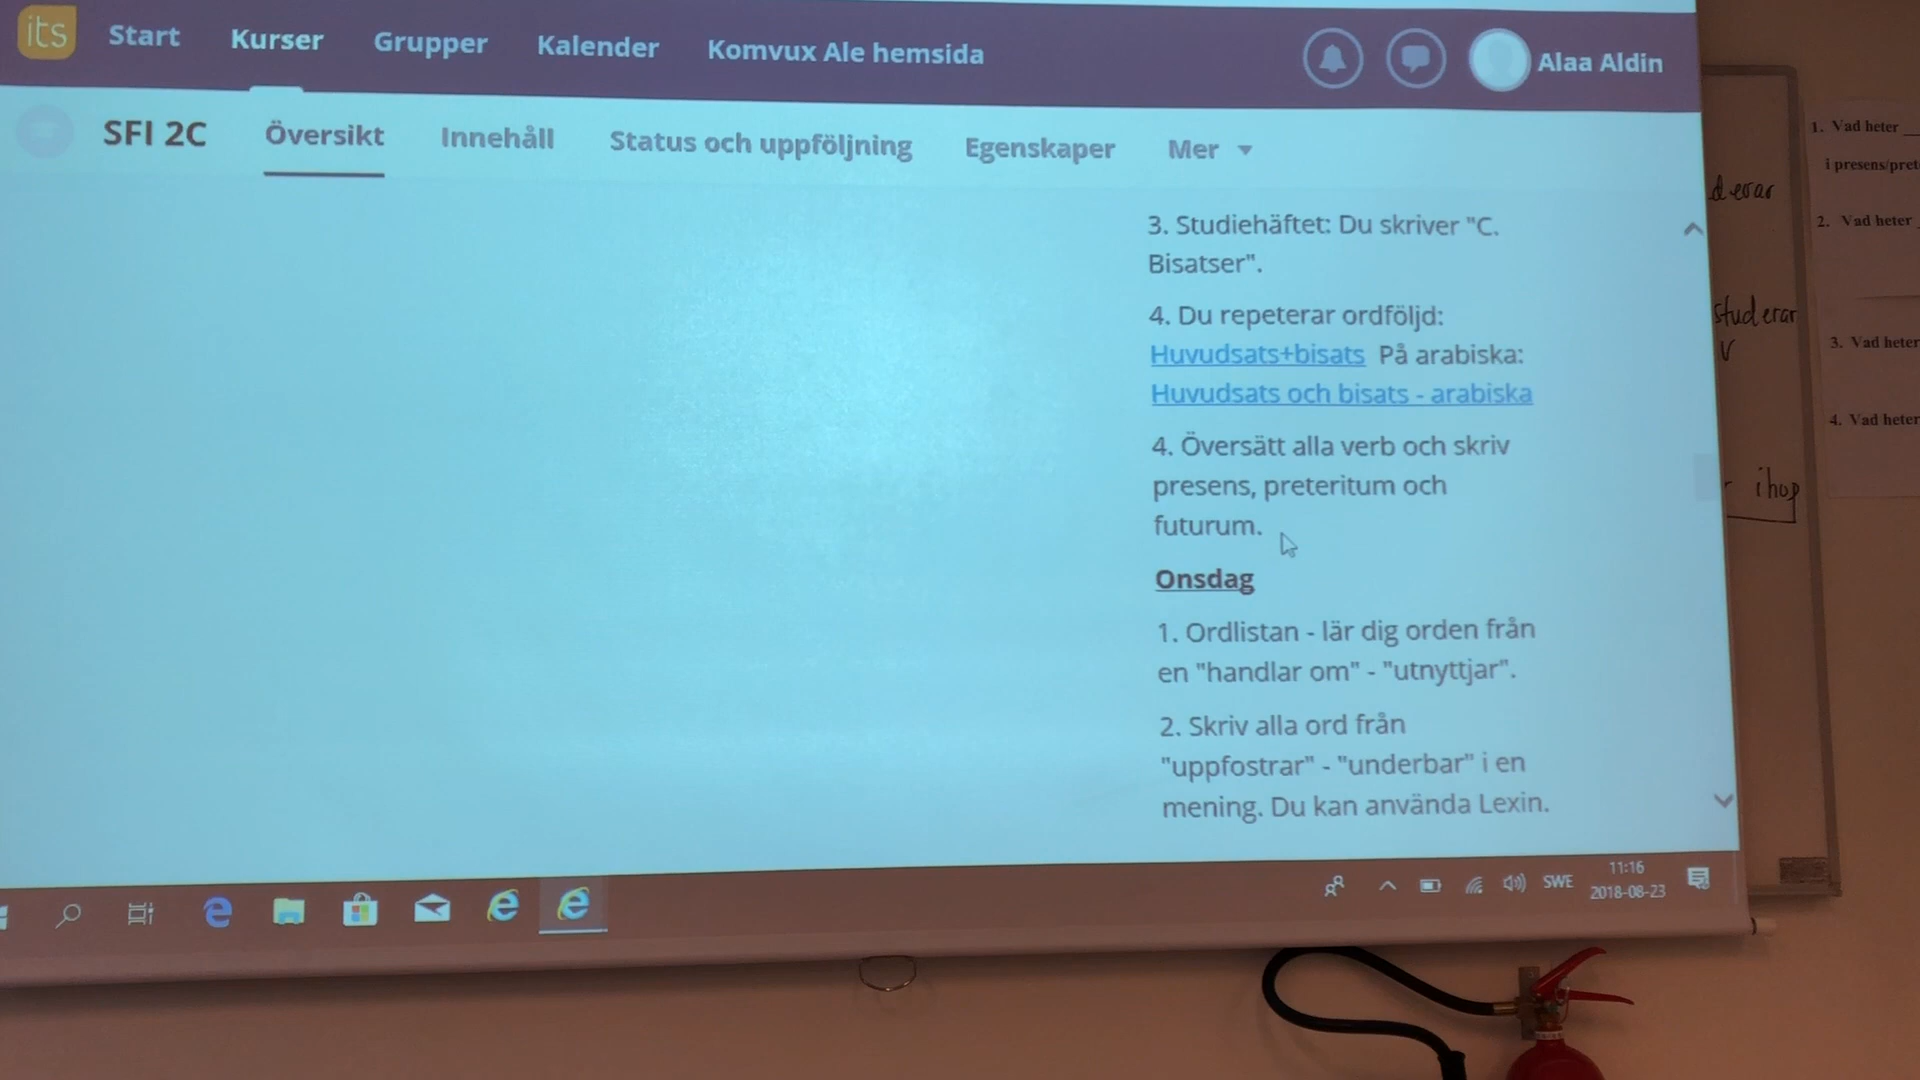 its Start Kurser Grupper Kalender Komvux Ale hemsida Alaa Aldin
SFI 2C Översikt Innehåll Status och uppföljning Egenskaper Mer
3. Studiehäftet: Du skriver "C.
Bisatser".
4. Du repeterar ordföljd:
Huvudsats+bisats På arabiska:
Huvudsats och bisats - arabiska
4. Översätt alla verb och skriv
presens, preteritum och
futurum.
Onsdag
1. Ordlistan - lär dig orden från
en "handlar om" - "utnyttjar".
2. Skriv alla ord från
"uppfostrar" - "underbar" i en
mening. Du kan använda Lexin.
SWE
11:16
2018-08-23
studerar
V
ihop
1. Vad heter
i presens/pret
2. Vad heter
3. Vad heter
4. Vad heter